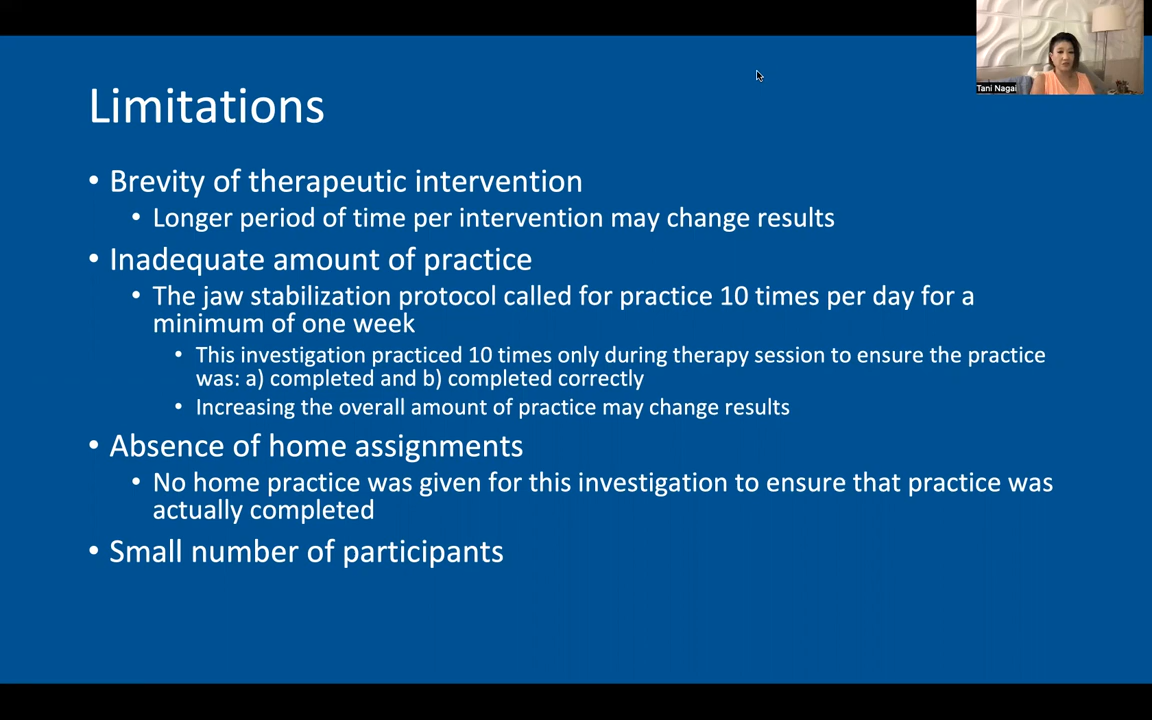 Tani Nagai
Limitations
• Brevity of therapeutic intervention
• Longer period of time per intervention may change results
• Inadequate amount of practice
• The jaw stabilization protocol called for practice 10 times per day for a
minimum of one week
• This investigation practiced 10 times only during therapy session to ensure the practice
was: a) completed and b) completed correctly
• Increasing the overall amount of practice may change results
• Absence of home assignments
• No home practice was given for this investigation to ensure that practice was
actually completed
• Small number of participants